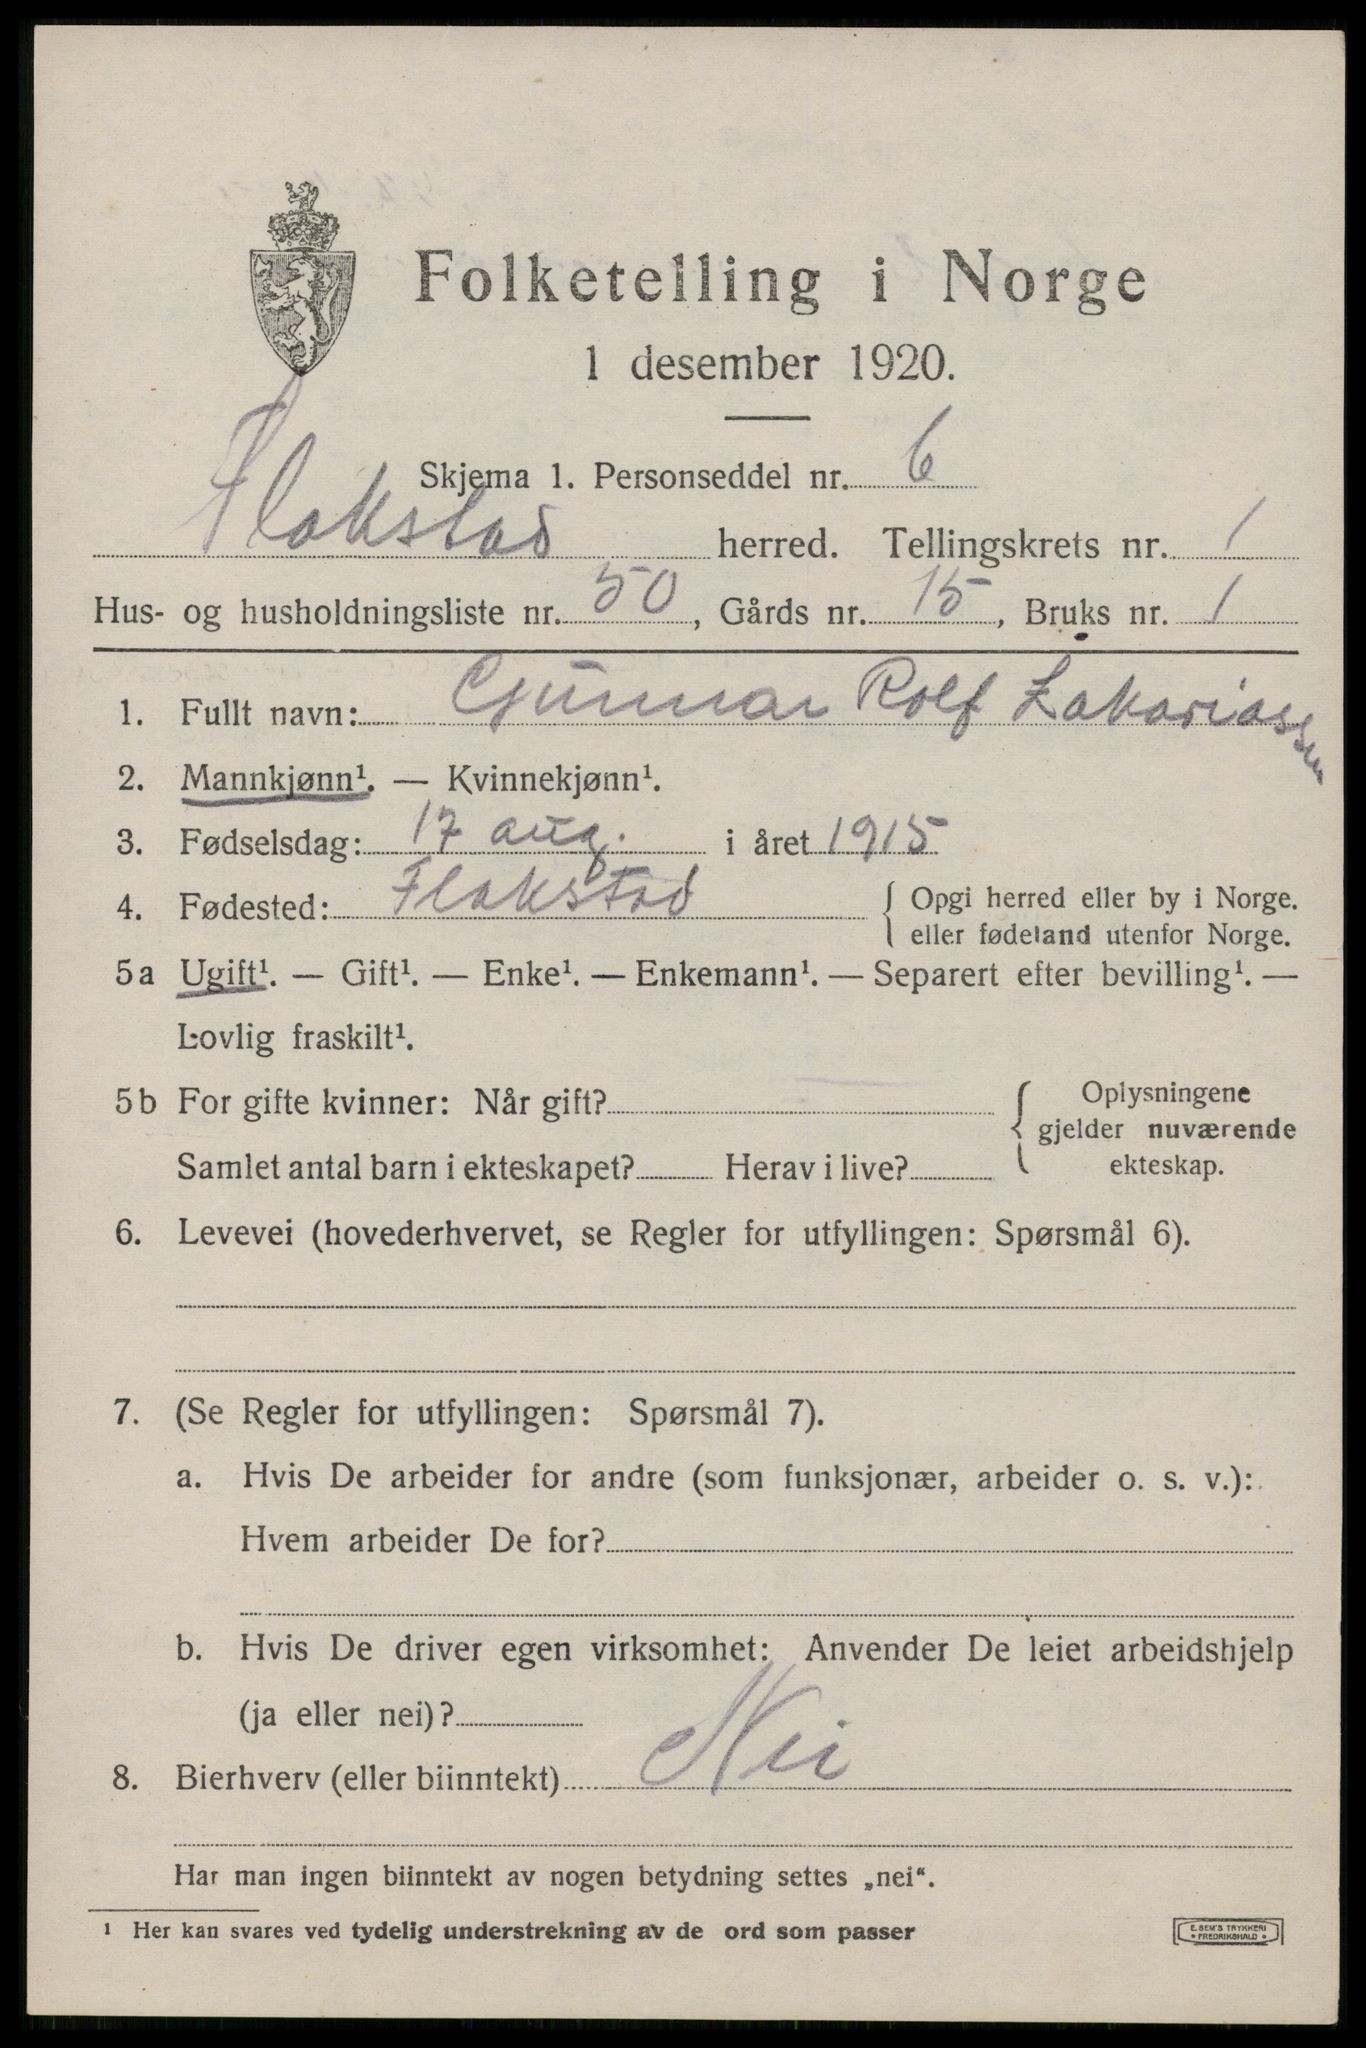 Folketelling i Norge
1 desember 1920.
Skjema 1. Personseddel nr. 6
Flakstad herred. Tellingskrets nr. 1
Hus- og husholdningsliste nr. 50, Gårds nr. 15, Bruks nr. 1
1. Fullt navn: Gunnar Rolf Zakariassen
2. Mannkjønn¹. — Kvinnekjønn¹.
3. Fødselsdag: 17 aug. i året 1915
4. Fødested: Flakstad { Opgi herred eller by i Norge.
eller fødeland utenfor Norge.
5a Ugift¹. — Gift¹. — Enke¹. — Enkemann¹. — Separert efter bevilling¹. —
Lovlig fraskilt¹.
5b For gifte kvinner: Når gift? { Oplysningene
gjelder nuværende
Samlet antal barn i ekteskapet? Herav i live? ekteskap.
6. Levevei (hovederhvervet, se Regler for utfyllingen: Spørsmål 6).
7. (Se Regler for utfyllingen: Spørsmål 7).
a. Hvis De arbeider for andre (som funksjonær, arbeider o. s. v.):
Hvem arbeider De for?
b. Hvis De driver egen virksomhet: Anvender De leiet arbeidshjelp
(ja eller nei)?
8. Bierhverv (eller biinntekt) Nei
Har man ingen biinntekt av nogen betydning settes „nei“.
¹ Her kan svares ved tydelig understrekning av de ord som passer
E. SEM'S TRYKKERI
FREDRIKSHALD